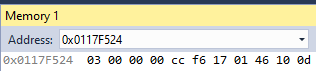 Memory 1
Address: 0x0117F524
0x0117F524 03 00 00 00 cc f6 17 01 46 10 0d